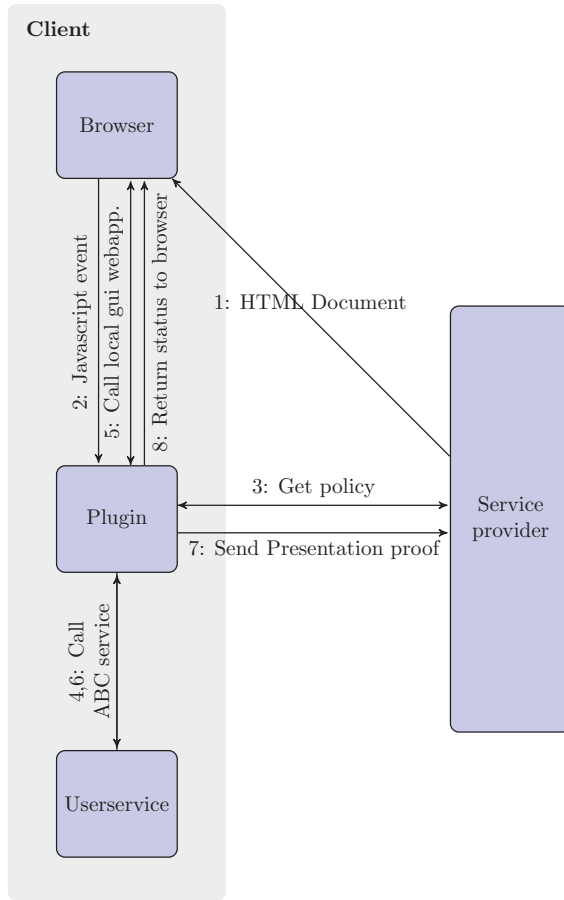 Client
Browser
2: Javascript event
5: Call local gui webapp.
8: Return status to browser
1: HTML Document
Plugin
3: Get policy
7: Send Presentation proof
Service
provider
4,6: Call
ABC service
Userservice